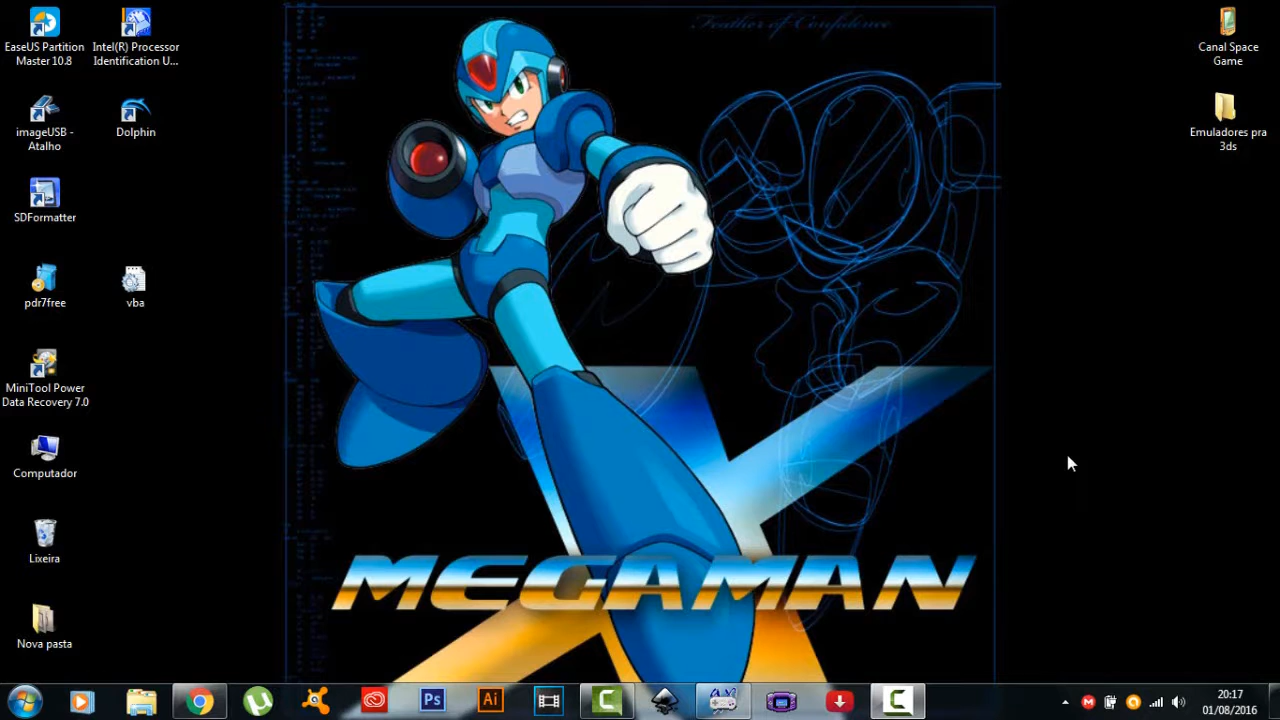 EaseUS Partition
Master 11.8
Intel(R) Processor
Identification U...
imageUSB -
Atalho
Dolphin
SDFormatter
pdr7free
vba
MiniTool Power
Data Recovery 7.0
Computador
Lixeira
Nova pasta
Feather of Confidence
MEGAMAN
X
Canal Space
Game
Emuladores pra
3ds
Ps
Ai
20:17
01/08/2016